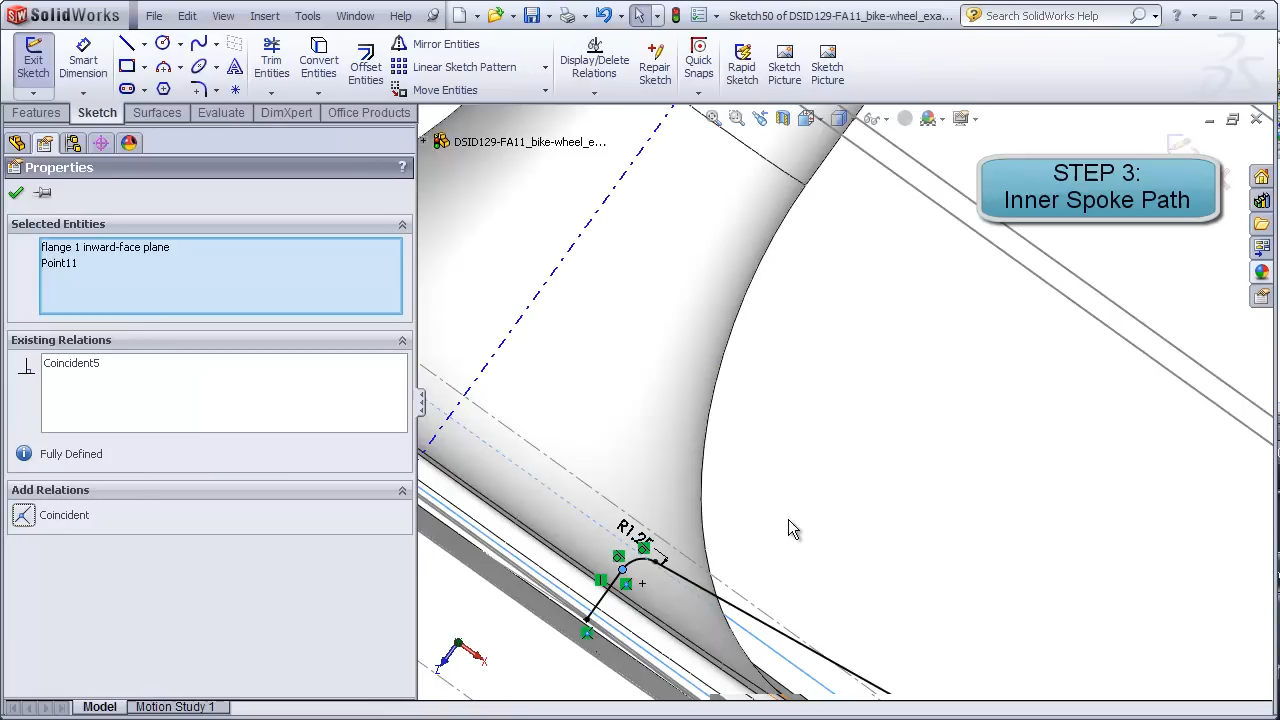 SolidWorks
File Edit View Insert Tools Window Help
Sketch50 of DSID129-FA11_bike-wheel_exa...
Search SolidWorks Help
Exit Sketch
Smart Dimension
Trim Entities
Convert Entities
Offset Entities
Mirror Entities
Linear Sketch Pattern
Move Entities
Display/Delete Relations
Repair Sketch
Quick Snaps
Rapid Sketch
Sketch Picture
Sketch Picture
Features Sketch Surfaces Evaluate DimXpert Office Products
DSID129-FA11_bike-wheel_e...
Properties
?
STEP 3:
Inner Spoke Path
Selected Entities
flange 1 inward-face plane
Point11
Existing Relations
Coincident5
Fully Defined
Add Relations
Coincident
R1.25
X
Z
Model Motion Study 1